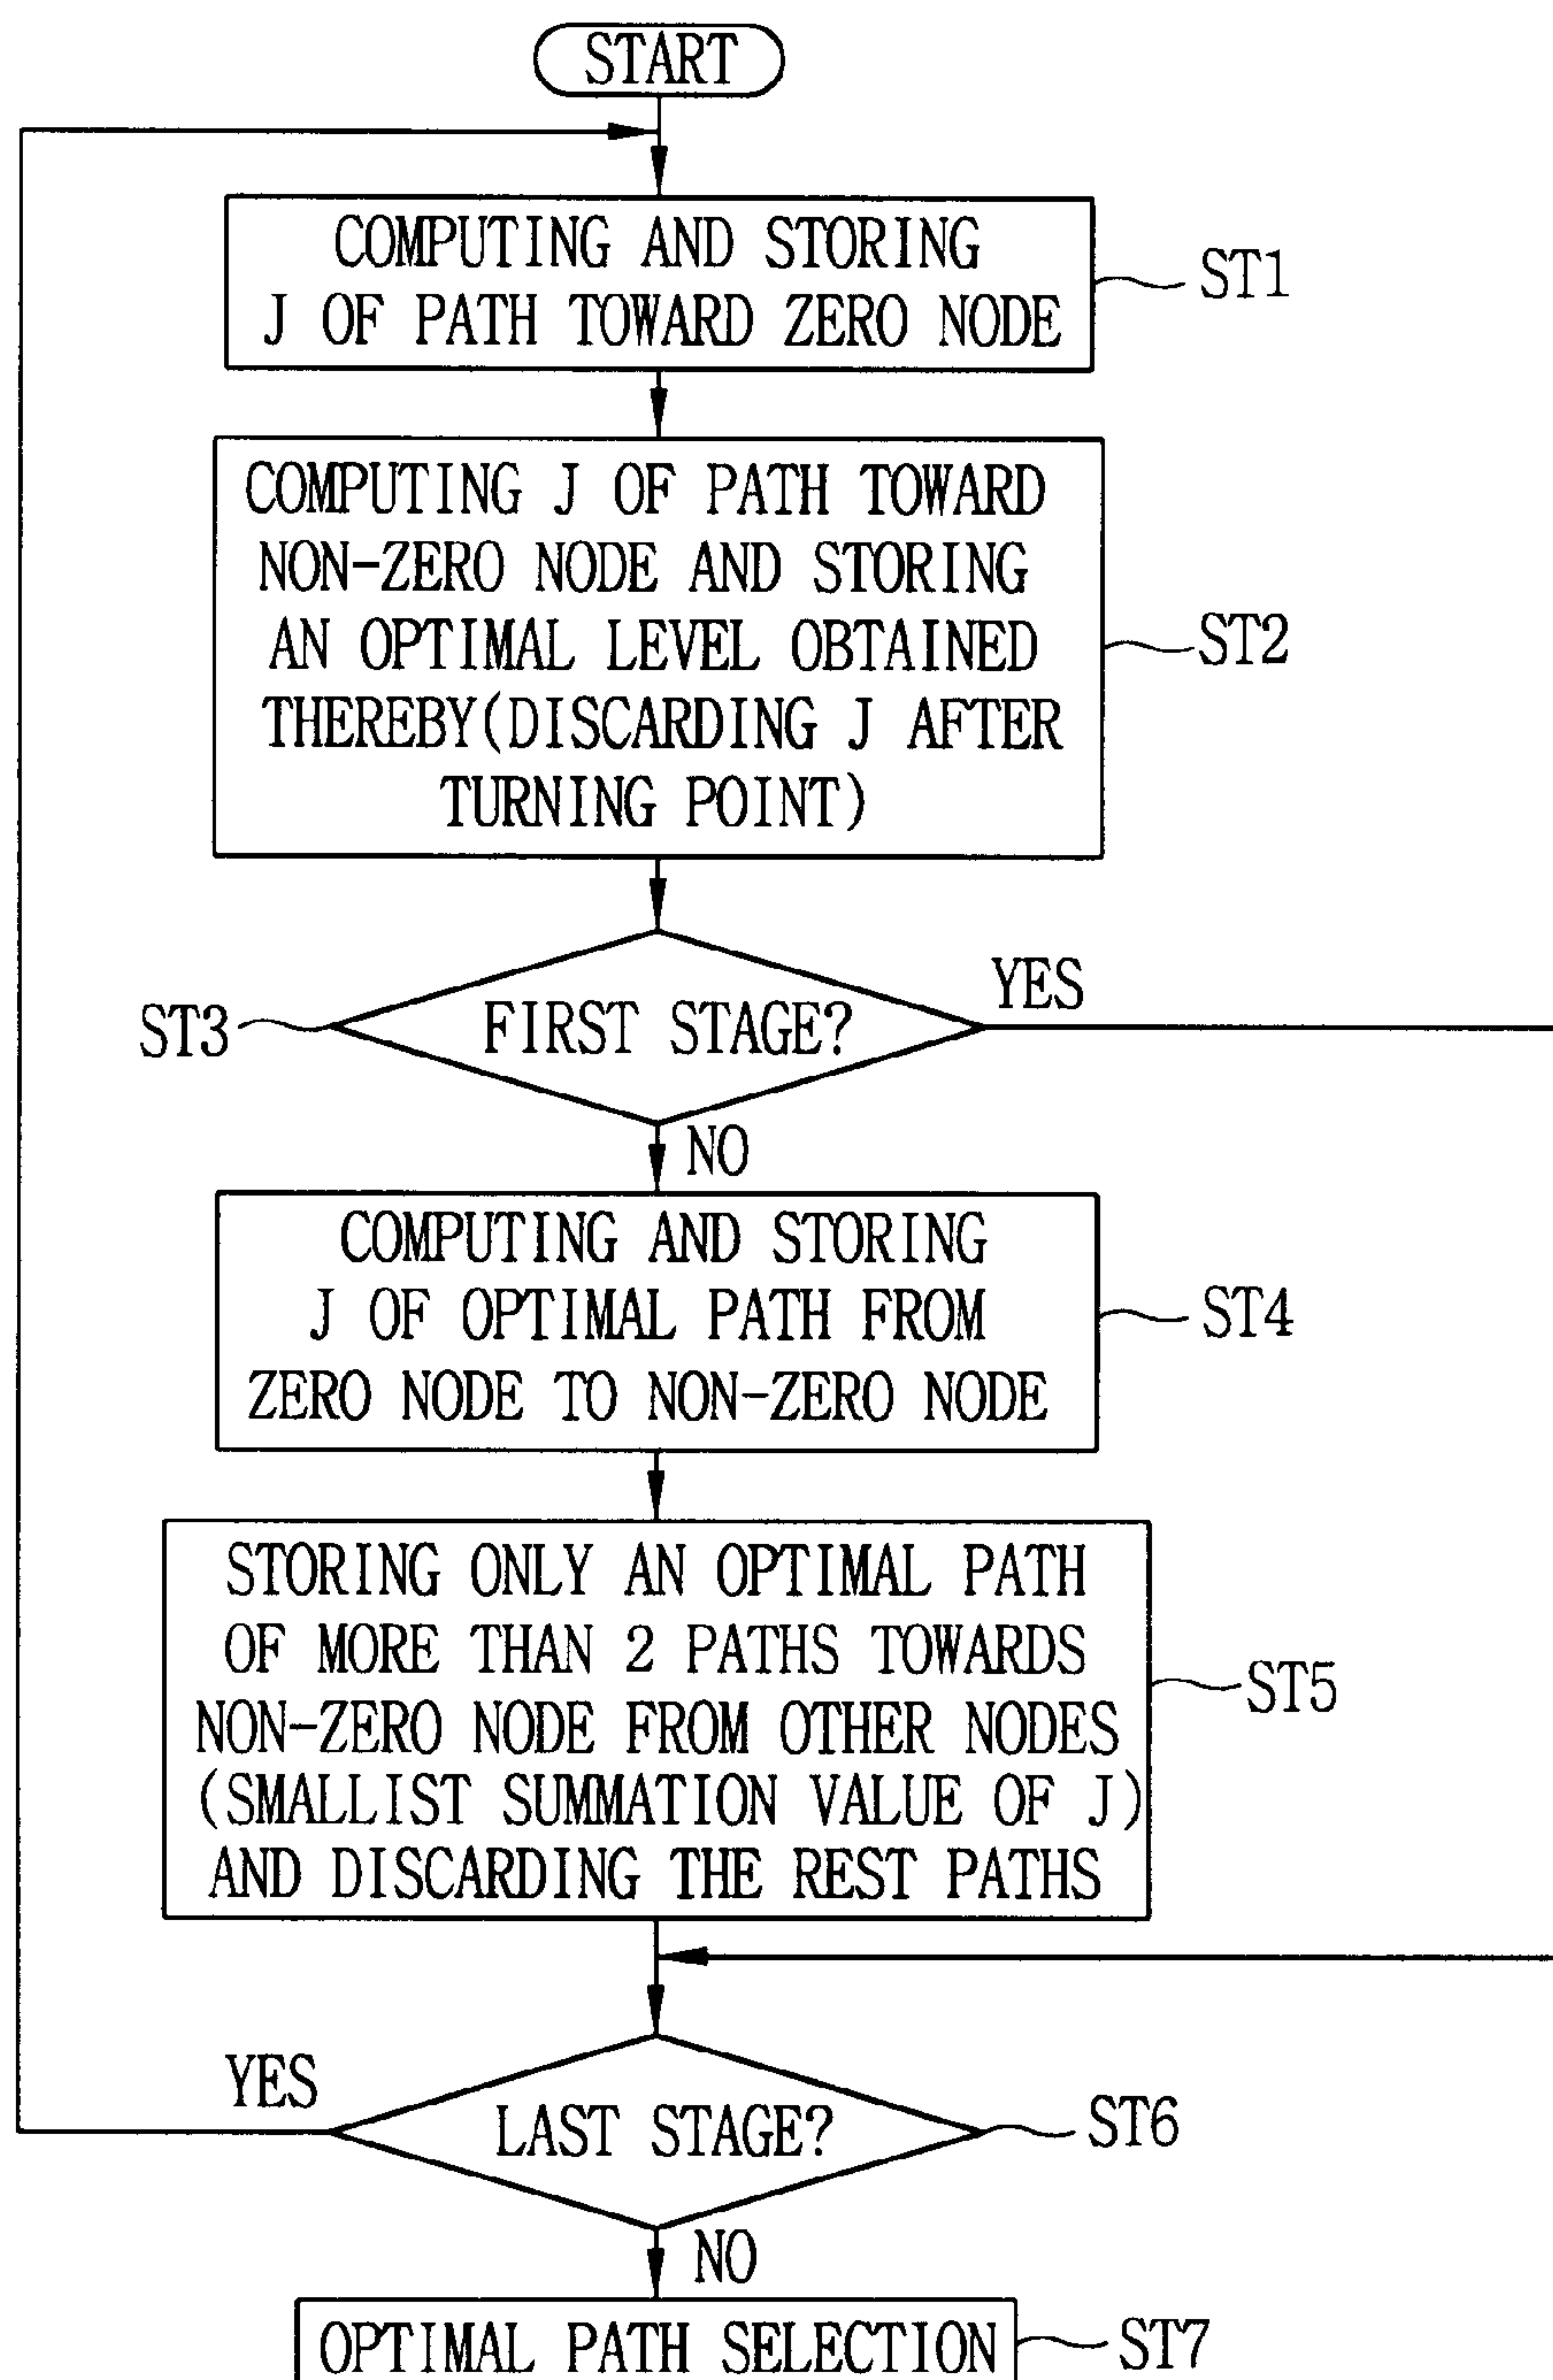 START
COMPUTING AND STORING
J OF PATH TOWARD ZERO NODE
ST1
COMPUTING J OF PATH TOWARD
NON-ZERO NODE AND STORING
AN OPTIMAL LEVEL OBTAINED
THEREBY(DISCARDING J AFTER
TURNING POINT)
ST2
YES
ST3
FIRST STAGE?
NO
COMPUTING AND STORING
J OF OPTIMAL PATH FROM
ZERO NODE TO NON-ZERO NODE
ST4
STORING ONLY AN OPTIMAL PATH
OF MORE THAN 2 PATHS TOWARDS
NON-ZERO NODE FROM OTHER NODES
(SMALLIST SUMMATION VALUE OF J)
AND DISCARDING THE REST PATHS
ST5
YES
LAST STAGE?
ST6
NO
OPTIMAL PATH SELECTION
ST7